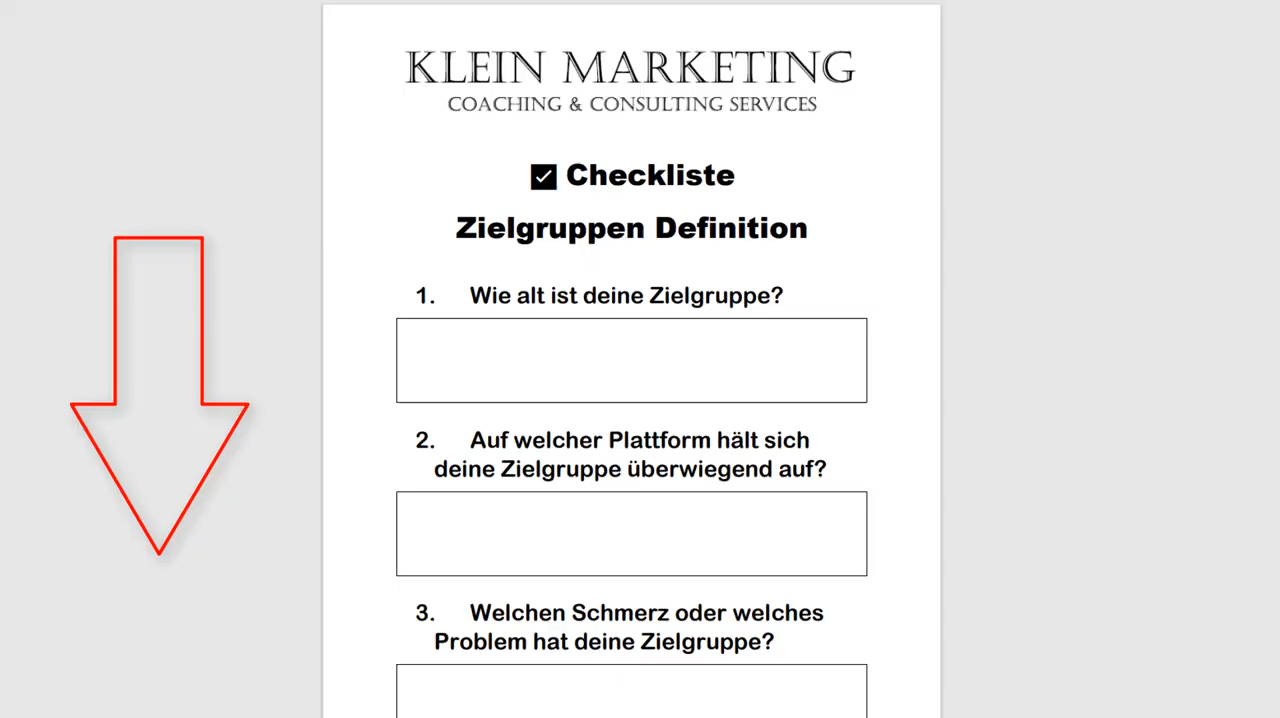 KLEIN MARKETING
COACHING & CONSULTING SERVICES
Checkliste
Zielgruppen Definition
1. Wie alt ist deine Zielgruppe?
2. Auf welcher Plattform hält sich
deine Zielgruppe überwiegend auf?
3. Welchen Schmerz oder welches
Problem hat deine Zielgruppe?